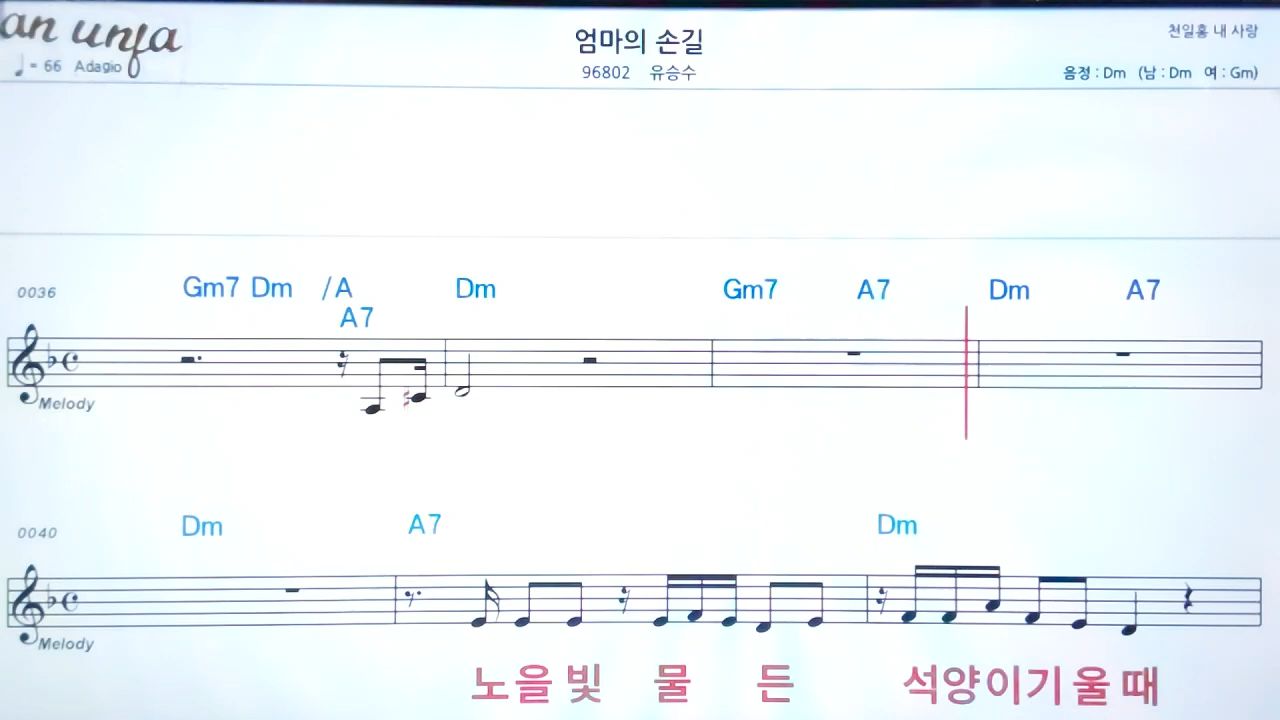 an unfa
♩= 66 Adagio
엄마의 손길
96802 유승수
천일홍 내 사랑
음정 : Dm (남 : Dm 여 : Gm)
0036 Gm7 Dm /A Dm Gm7 A7 Dm A7
A7
Melody
0040 Dm A7 Dm
Melody
노을 빛 물 든 석양이기울때